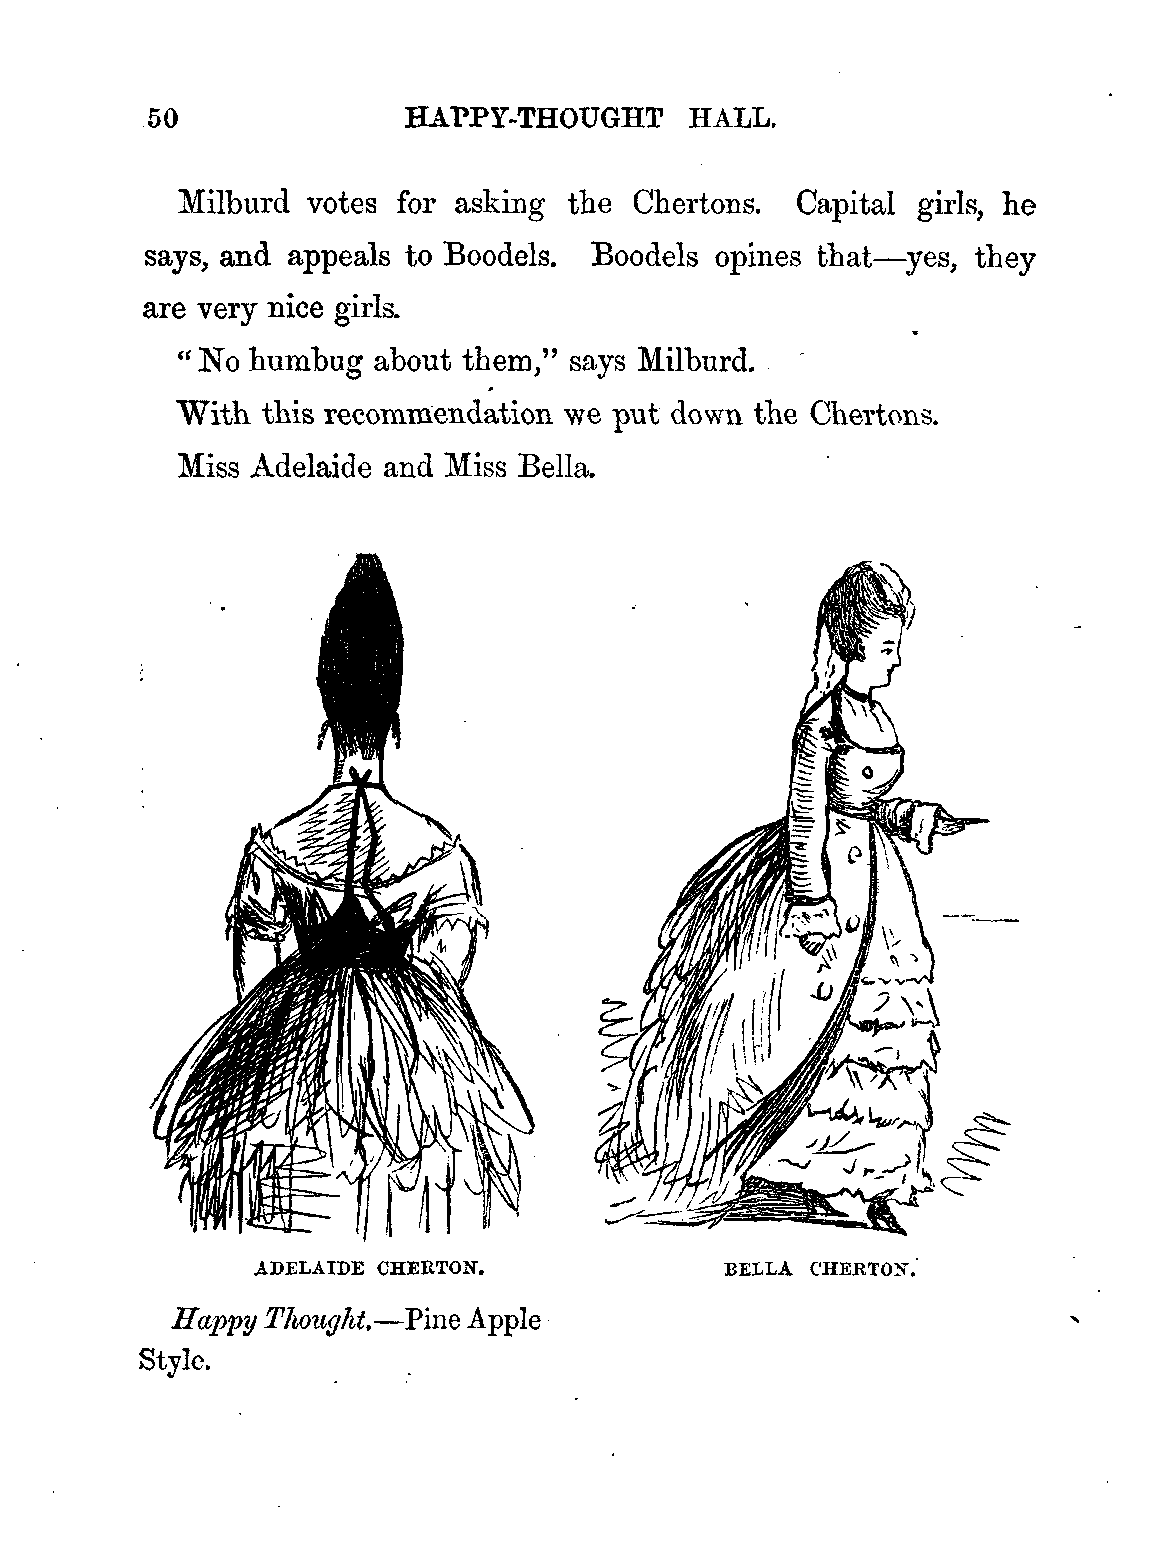 50 HAPPY-THOUGHT HALL.
Milburd votes for asking the Chertons. Capital girls, he
says, and appeals to Boodels. Boodels opines that—yes, they
are very nice girls.
“No humbug about them,” says Milburd.
With this recommendation we put down the Chertons.
Miss Adelaide and Miss Bella.
ADELAIDE CHERTON.
BELLA CHERTON.
Happy Thought.—Pine Apple
Style.